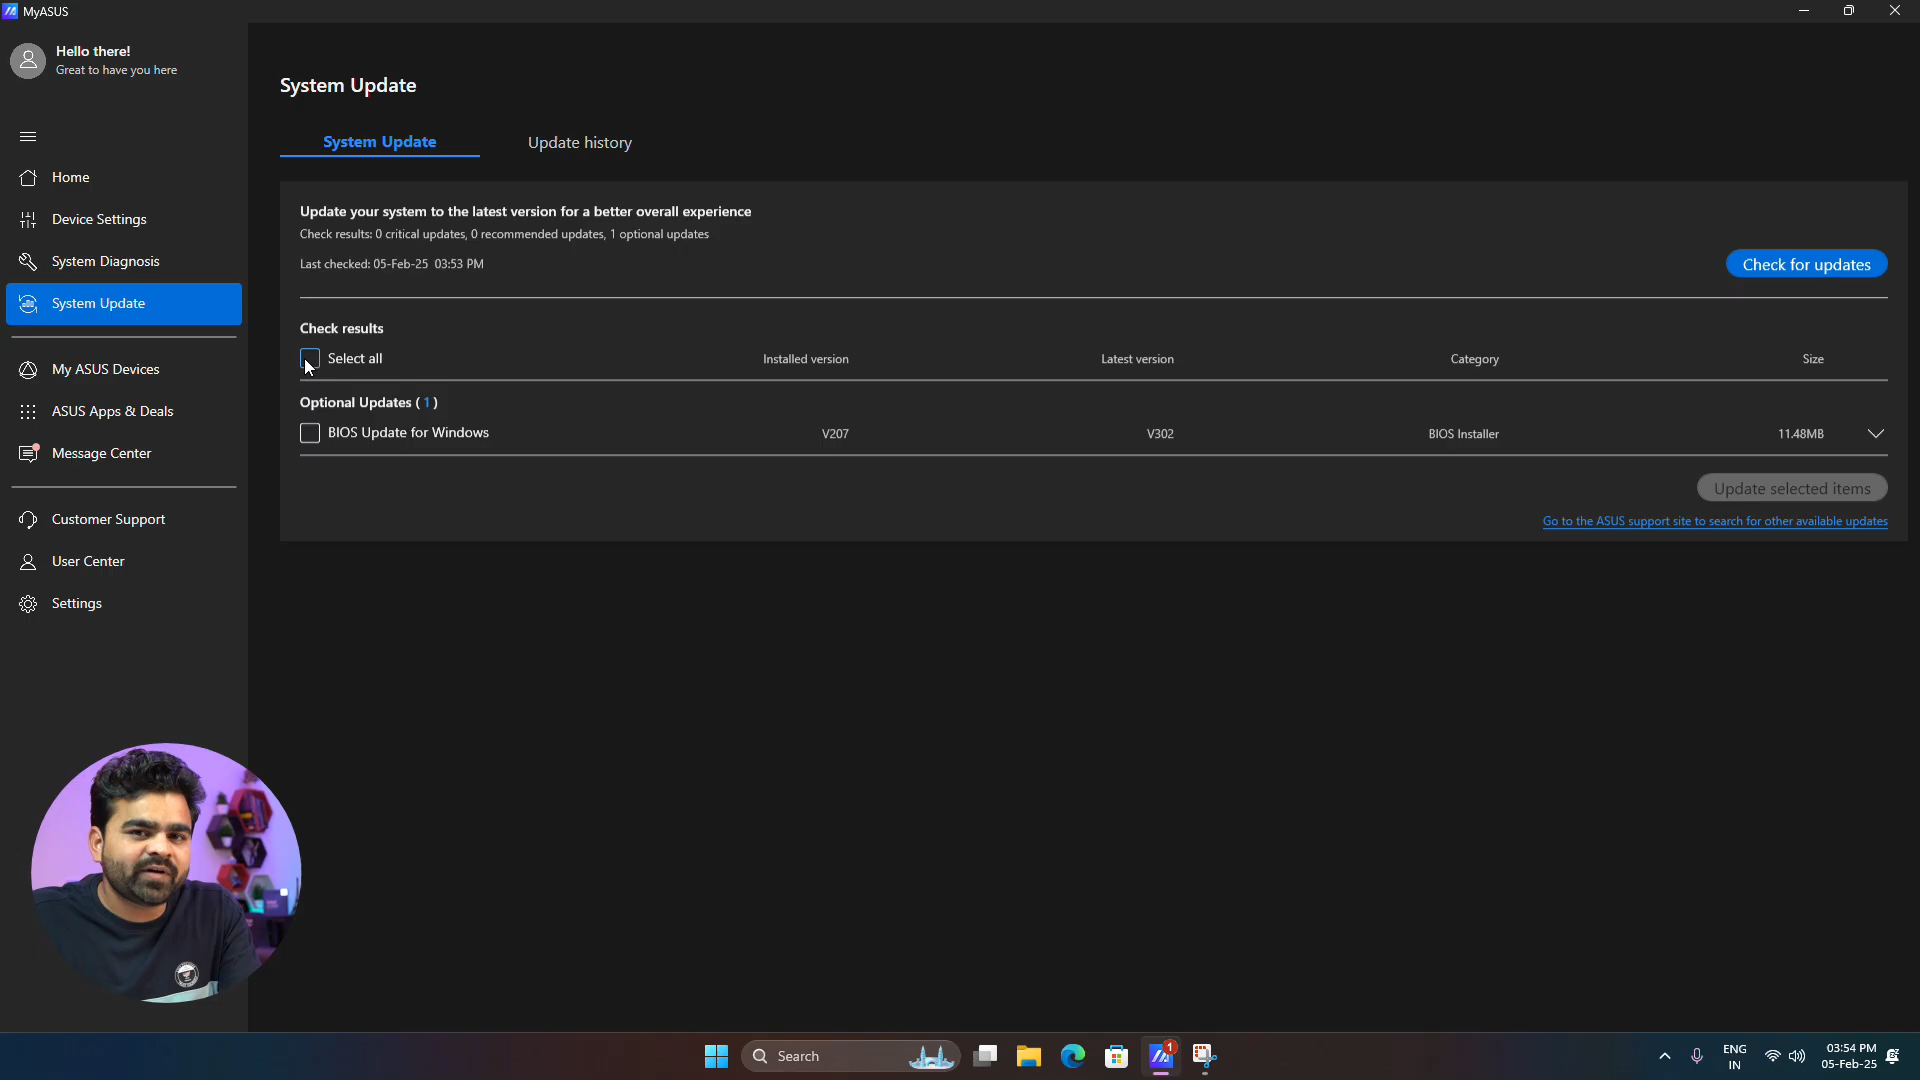 MyASUS
Hello there!
Great to have you here
Home
Device Settings
System Diagnosis
System Update
My ASUS Devices
ASUS Apps & Deals
Message Center
Customer Support
User Center
Settings
System Update
System Update Update history
Update your system to the latest version for a better overall experience
Check results: 0 critical updates, 0 recommended updates, 1 optional updates
Last checked: 05-Feb-25 03:53 PM
Check for updates
Check results
Select all Installed version Latest version Category Size
Optional Updates ( 1 )
BIOS Update for Windows V207 V302 BIOS Installer 11.48MB
Update selected items
Go to the ASUS support site to search for other available updates
Search
1
ENG
IN
03:54 PM
05-Feb-25